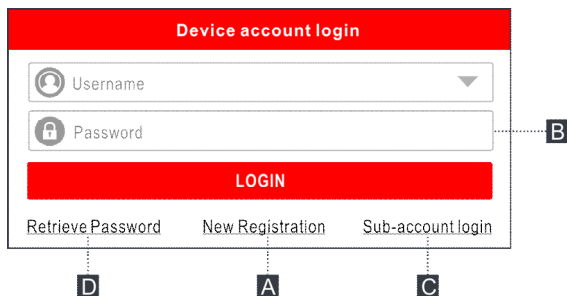 Device account login
Username
Password
B
LOGIN
Retrieve Password New Registration Sub-account login
D A C